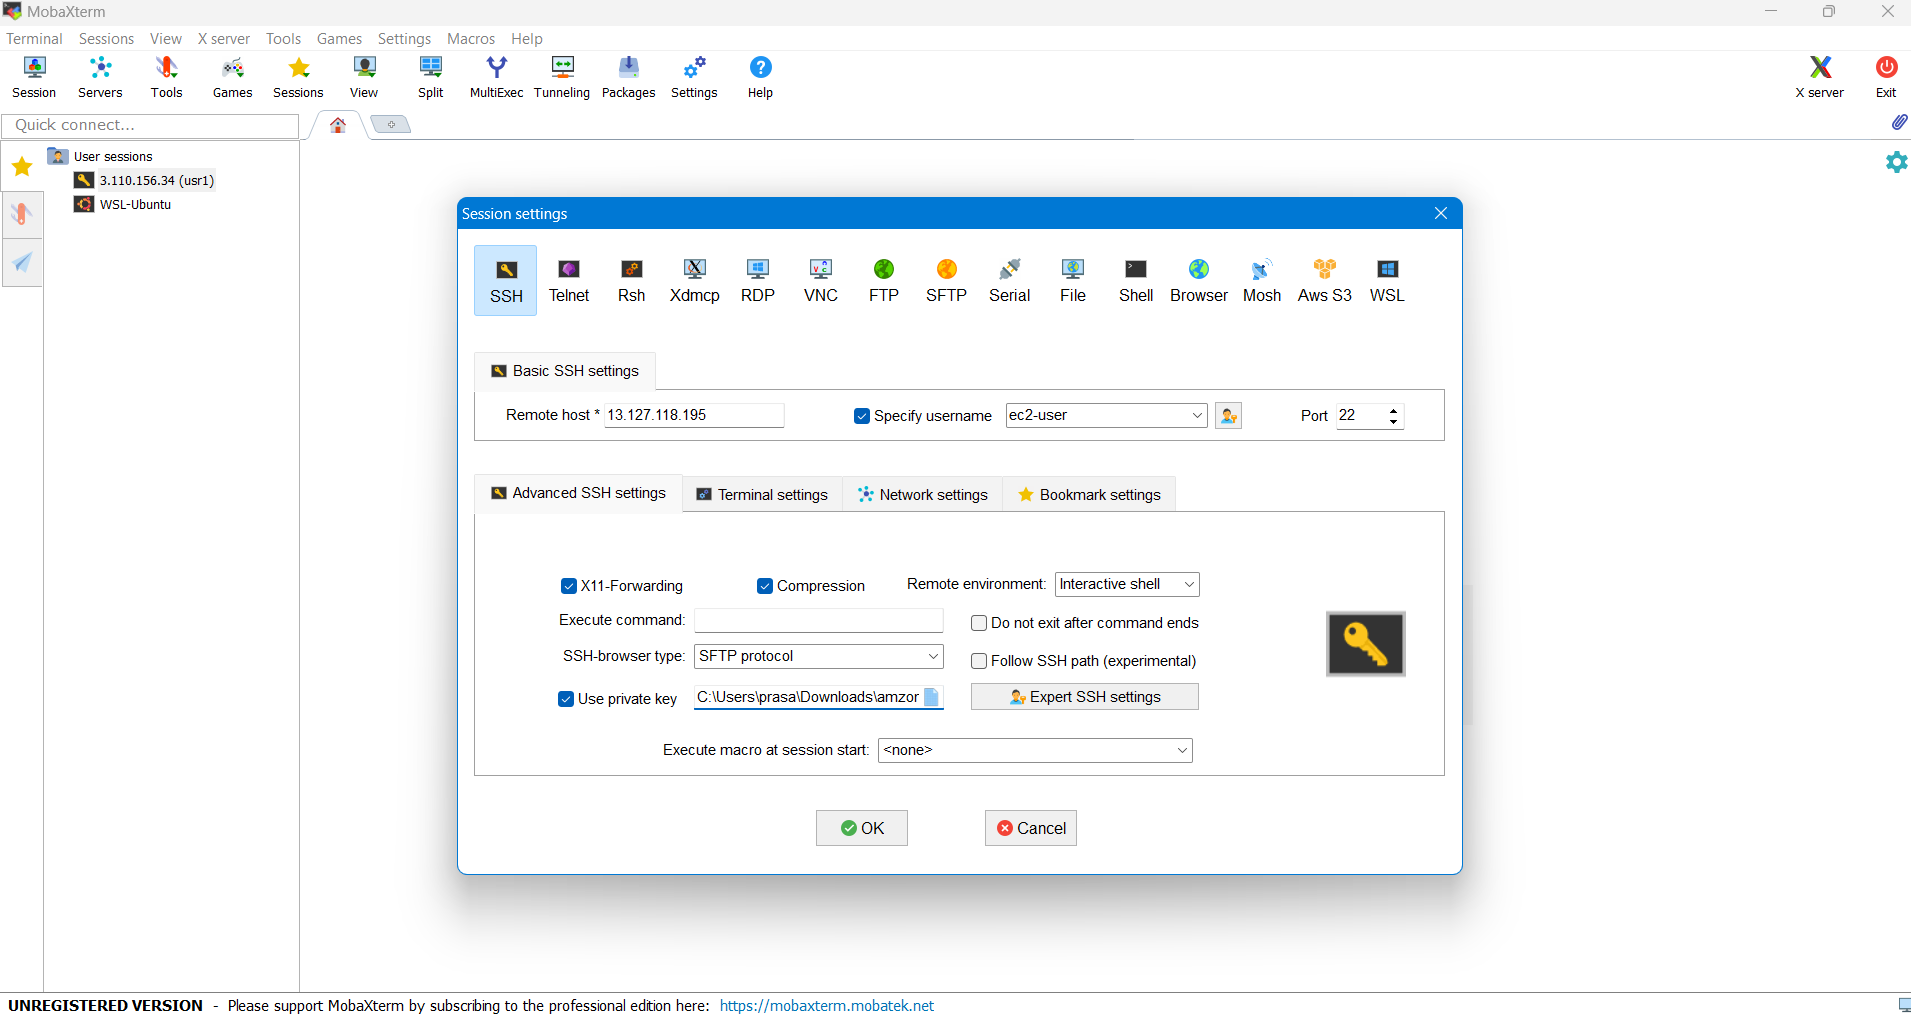 MobaXterm
Terminal Sessions View X server Tools Games Settings Macros Help
Session Servers Tools Games Sessions View Split MultiExec Tunneling Packages Settings Help X server Exit
Quick connect...
User sessions
3.110.156.34 (usr1)
WSL-Ubuntu
Session settings
SSH Telnet Rsh Xdmcp RDP VNC FTP SFTP Serial File Shell Browser Mosh Aws S3 WSL
Basic SSH settings
Remote host * 13.127.118.195 Specify username ec2-user Port 22
Advanced SSH settings Terminal settings Network settings Bookmark settings
X11-Forwarding Compression Remote environment: Interactive shell
Execute command: Do not exit after command ends
SSH-browser type: SFTP protocol Follow SSH path (experimental)
Use private key C:\Users\prasa\Downloads\amzor Expert SSH settings
Execute macro at session start: <none>
OK Cancel
UNREGISTERED VERSION - Please support MobaXterm by subscribing to the professional edition here: https://mobaxterm.mobatek.net